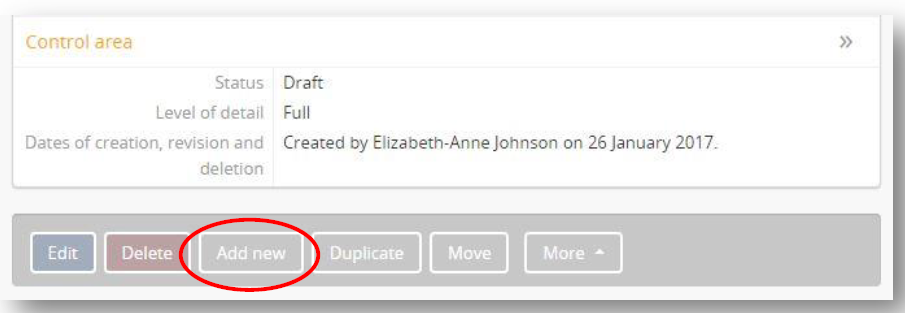 Control area »
Status Draft
Level of detail Full
Dates of creation, revision and Created by Elizabeth-Anne Johnson on 26 January 2017.
deletion
Edit Delete Add new Duplicate Move More